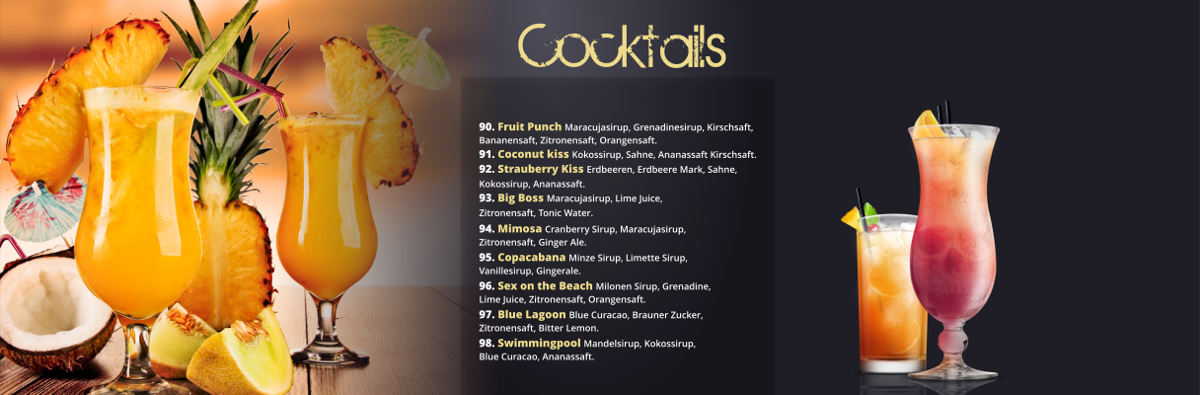 Cocktails
90. Fruit Punch Maracujasirup, Grenadinesirup, Kirschsaft,
Bananensaft, Zitronensaft, Orangensaft.
91. Coconut kiss Kokossirup, Sahne, Ananassaft Kirschsaft.
92. Strauberry Kiss Erdbeeren, Erdbeere Mark, Sahne,
Kokossirup, Ananassaft.
93. Big Boss Maracujasirup, Lime Juice,
Zitronensaft, Tonic Water.
94. Mimosa Cranberry Sirup, Maracujasirup,
Zitronensaft, Ginger Ale.
95. Copacabana Minze Sirup, Limette Sirup,
Vanillesirup, Gingerale.
96. Sex on the Beach Milonen Sirup, Grenadine,
Lime Juice, Zitronensaft, Orangensaft.
97. Blue Lagoon Blue Curacao, Brauner Zucker,
Zitronensaft, Bitter Lemon.
98. Swimmingpool Mandelsirup, Kokossirup,
Blue Curacao, Ananassaft.